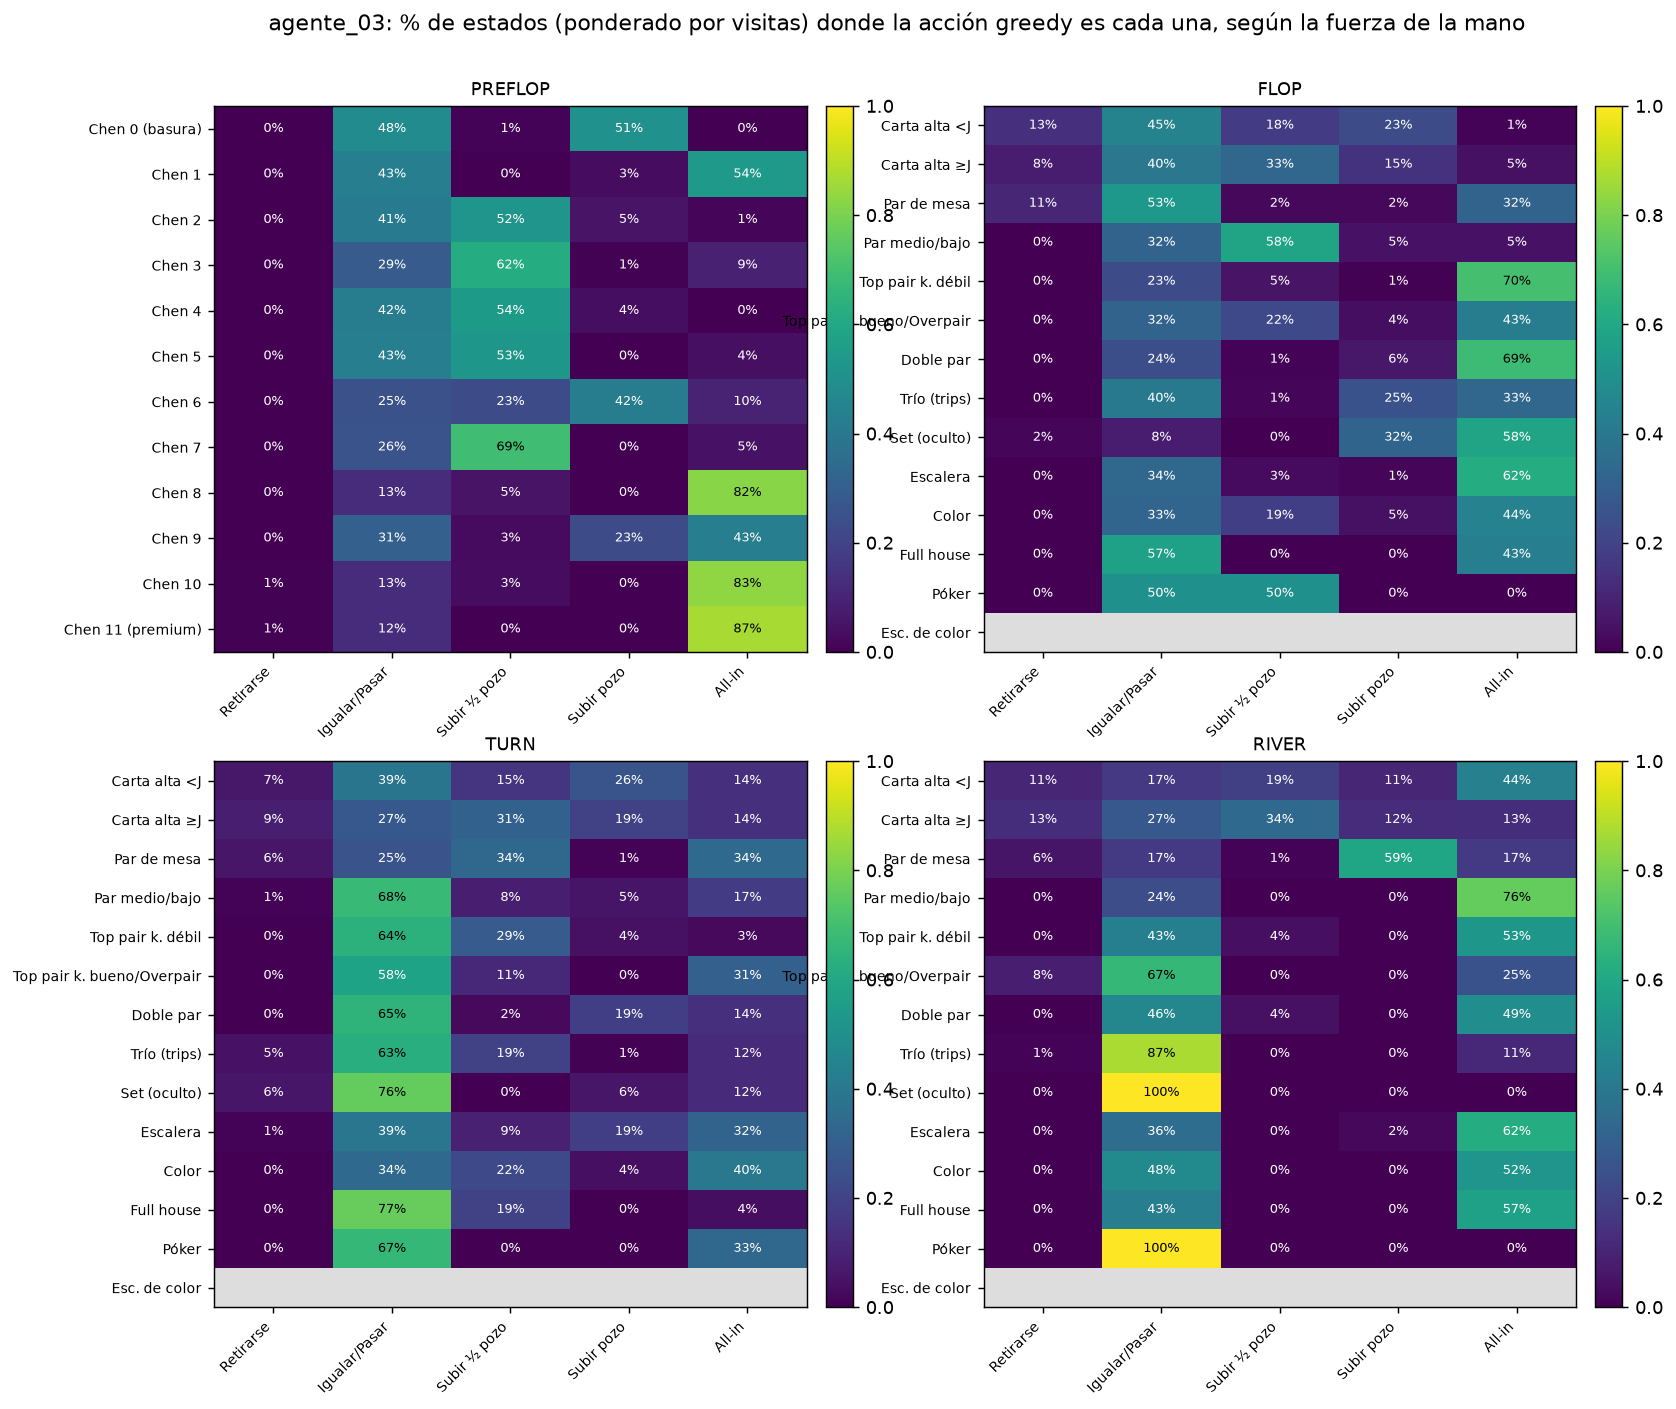 agente_03: % de estados (ponderado por visitas) donde la acción greedy es cada una, según la fuerza de la mano
PREFLOP
Chen 0 (basura) 0% 48% 1% 51% 0%
Chen 1 0% 43% 0% 3% 54%
Chen 2 0% 41% 52% 5% 1%
Chen 3 0% 29% 62% 1% 9%
Chen 4 0% 42% 54% 4% 0%
Chen 5 0% 43% 53% 0% 4%
Chen 6 0% 25% 23% 42% 10%
Chen 7 0% 26% 69% 0% 5%
Chen 8 0% 13% 5% 0% 82%
Chen 9 0% 31% 3% 23% 43%
Chen 10 1% 13% 3% 0% 83%
Chen 11 (premium) 1% 12% 0% 0% 87%
Retirarse Igualar/Pasar Subir ½ pozo Subir pozo All-in
1.0
0.8
0.6
0.4
0.2
0.0
FLOP
Carta alta <J 13% 45% 18% 23% 1%
Carta alta ≥J 8% 40% 33% 15% 5%
Par de mesa 11% 53% 2% 2% 32%
Par medio/bajo 0% 32% 58% 5% 5%
Top pair k. débil 0% 23% 5% 1% 70%
Top pair k. bueno/Overpair 0% 32% 22% 4% 43%
Doble par 0% 24% 1% 6% 69%
Trío (trips) 0% 40% 1% 25% 33%
Set (oculto) 2% 8% 0% 32% 58%
Escalera 0% 34% 3% 1% 62%
Color 0% 33% 19% 5% 44%
Full house 0% 57% 0% 0% 43%
Póker 0% 50% 50% 0% 0%
Esc. de color
Retirarse Igualar/Pasar Subir ½ pozo Subir pozo All-in
1.0
0.8
0.6
0.4
0.2
0.0
TURN
Carta alta <J 7% 39% 15% 26% 14%
Carta alta ≥J 9% 27% 31% 19% 14%
Par de mesa 6% 25% 34% 1% 34%
Par medio/bajo 1% 68% 8% 5% 17%
Top pair k. débil 0% 64% 29% 4% 3%
Top pair k. bueno/Overpair 0% 58% 11% 0% 31%
Doble par 0% 65% 2% 19% 14%
Trío (trips) 5% 63% 19% 1% 12%
Set (oculto) 6% 76% 0% 6% 12%
Escalera 1% 39% 9% 19% 32%
Color 0% 34% 22% 4% 40%
Full house 0% 77% 19% 0% 4%
Póker 0% 67% 0% 0% 33%
Esc. de color
Retirarse Igualar/Pasar Subir ½ pozo Subir pozo All-in
1.0
0.8
0.6
0.4
0.2
0.0
RIVER
Carta alta <J 11% 17% 19% 11% 44%
Carta alta ≥J 13% 27% 34% 12% 13%
Par de mesa 6% 17% 1% 59% 17%
Par medio/bajo 0% 24% 0% 0% 76%
Top pair k. débil 0% 43% 4% 0% 53%
Top pair k. bueno/Overpair 8% 67% 0% 0% 25%
Doble par 0% 46% 4% 0% 49%
Trío (trips) 1% 87% 0% 0% 11%
Set (oculto) 0% 100% 0% 0% 0%
Escalera 0% 36% 0% 2% 62%
Color 0% 48% 0% 0% 52%
Full house 0% 43% 0% 0% 57%
Póker 0% 100% 0% 0% 0%
Esc. de color
Retirarse Igualar/Pasar Subir ½ pozo Subir pozo All-in
1.0
0.8
0.6
0.4
0.2
0.0